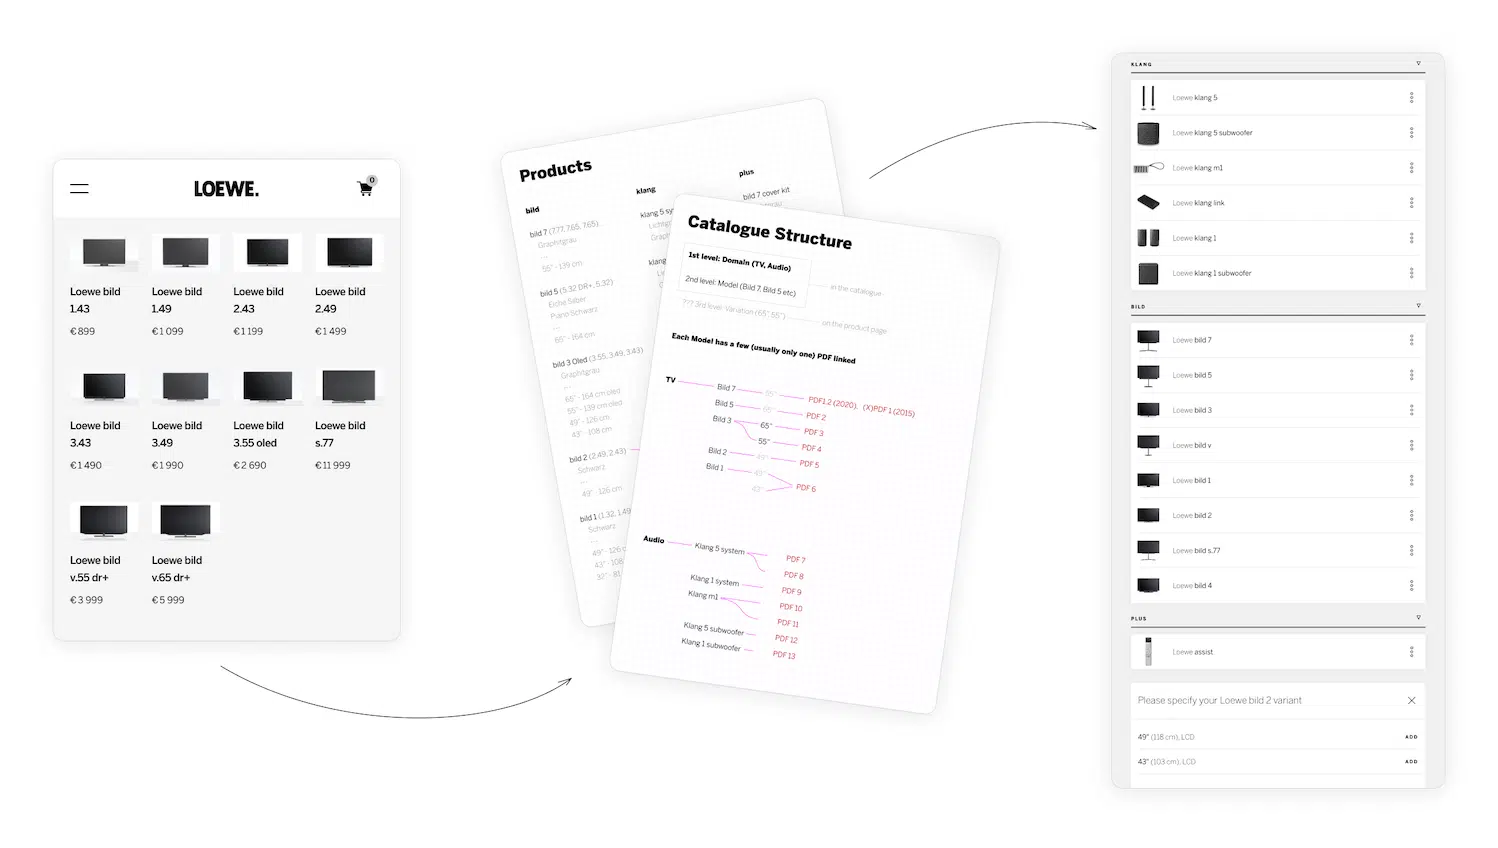 0
LOEWE.
Loewe bild
1.43
€ 899
Loewe bild
1.49
€ 1 099
Loewe bild
2.43
€ 1 199
Loewe bild
2.49
€ 1 499
Loewe bild
3.43
€ 1 490
Loewe bild
3.49
€ 1 990
Loewe bild
3.55 oled
€ 2 690
Loewe bild
s.77
€ 11 999
Loewe bild
v.55 dr+
€ 3 999
Loewe bild
v.65 dr+
€ 5 999
Products
bild
bild 7 (7.77, 7.65, 7.65)
Graphitgrau
...
55" - 139 cm
bild 5 (5.32 DR+, 5.32)
Eiche Silber
Piano Schwarz
...
65" - 164 cm
bild 3 Oled (3.55, 3.49, 3.43)
Graphitgrau
...
65" - 164 cm oled
55" - 139 cm oled
49" - 126 cm
43" - 108 cm
bild 2 (2.49, 2.43)
Schwarz
...
49" - 126 cm
bild 1 (1.32, 1.49
Schwarz
...
49" - 126 c
43" - 108
32" - 81
klang
klang 5 sy
Lichtg
Graph
klang
plus
bild 7 cover kit
Catalogue Structure
1st level: Domain (TV, Audio)
2nd level: Model (Bild 7, Bild 5 etc)
in the catalogue
??? 3rd level -Variation (65",55")
on the product page
Each Model has a few (usually only one) PDF linked
TV
Bild 7 55" PDF1.2 (2020), (X)PDF 1 (2015)
Bild 5 65" PDF 2
Bild 3 65" PDF 3
55" PDF 4
Bild 2 49" PDF 5
Bild 1 49" PDF 6
43"
Audio
Klang 5 system PDF 7
PDF 8
Klang 1 system PDF 9
Klang m1 PDF 10
PDF 11
Klang 5 subwoofer PDF 12
Klang 1 subwoofer PDF 13
KLANG
Loewe klang 5
Loewe klang 5 subwoofer
Loewe klang m1
Loewe klang link
Loewe klang 1
Loewe klang 1 subwoofer
BILD
Loewe bild 7
Loewe bild 5
Loewe bild 3
Loewe bild v
Loewe bild 1
Loewe bild 2
Loewe bild s.77
Loewe bild 4
PLUS
Loewe assist
Please specify your Loewe bild 2 variant
49" (118 cm), LCD ADD
43" (103 cm), LCD ADD